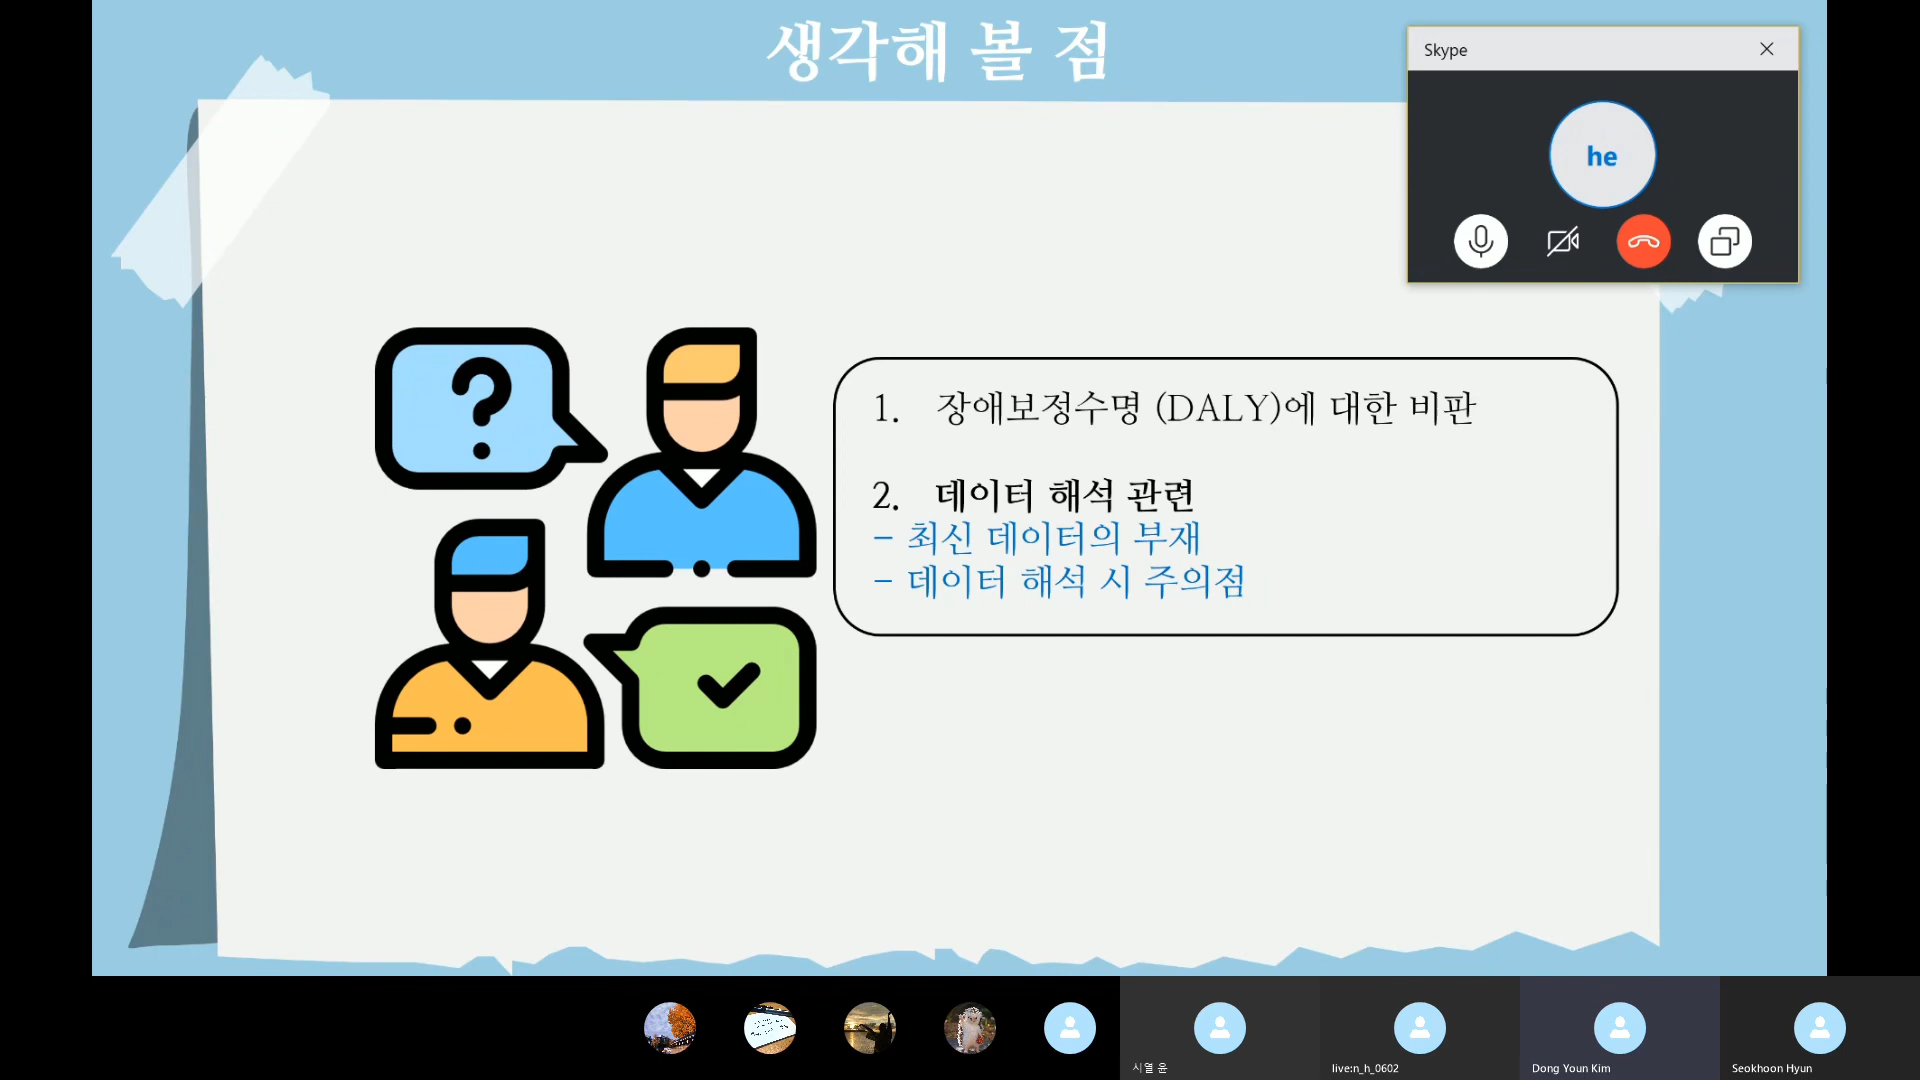 생각해 볼 점
Skype
he
?
1. 장애보정수명 (DALY)에 대한 비판
2. 데이터 해석 관련
- 최신 데이터의 부재
- 데이터 해석 시 주의점
시열 윤
live:n_h_0602
Dong Youn Kim
Seokhoon Hyun